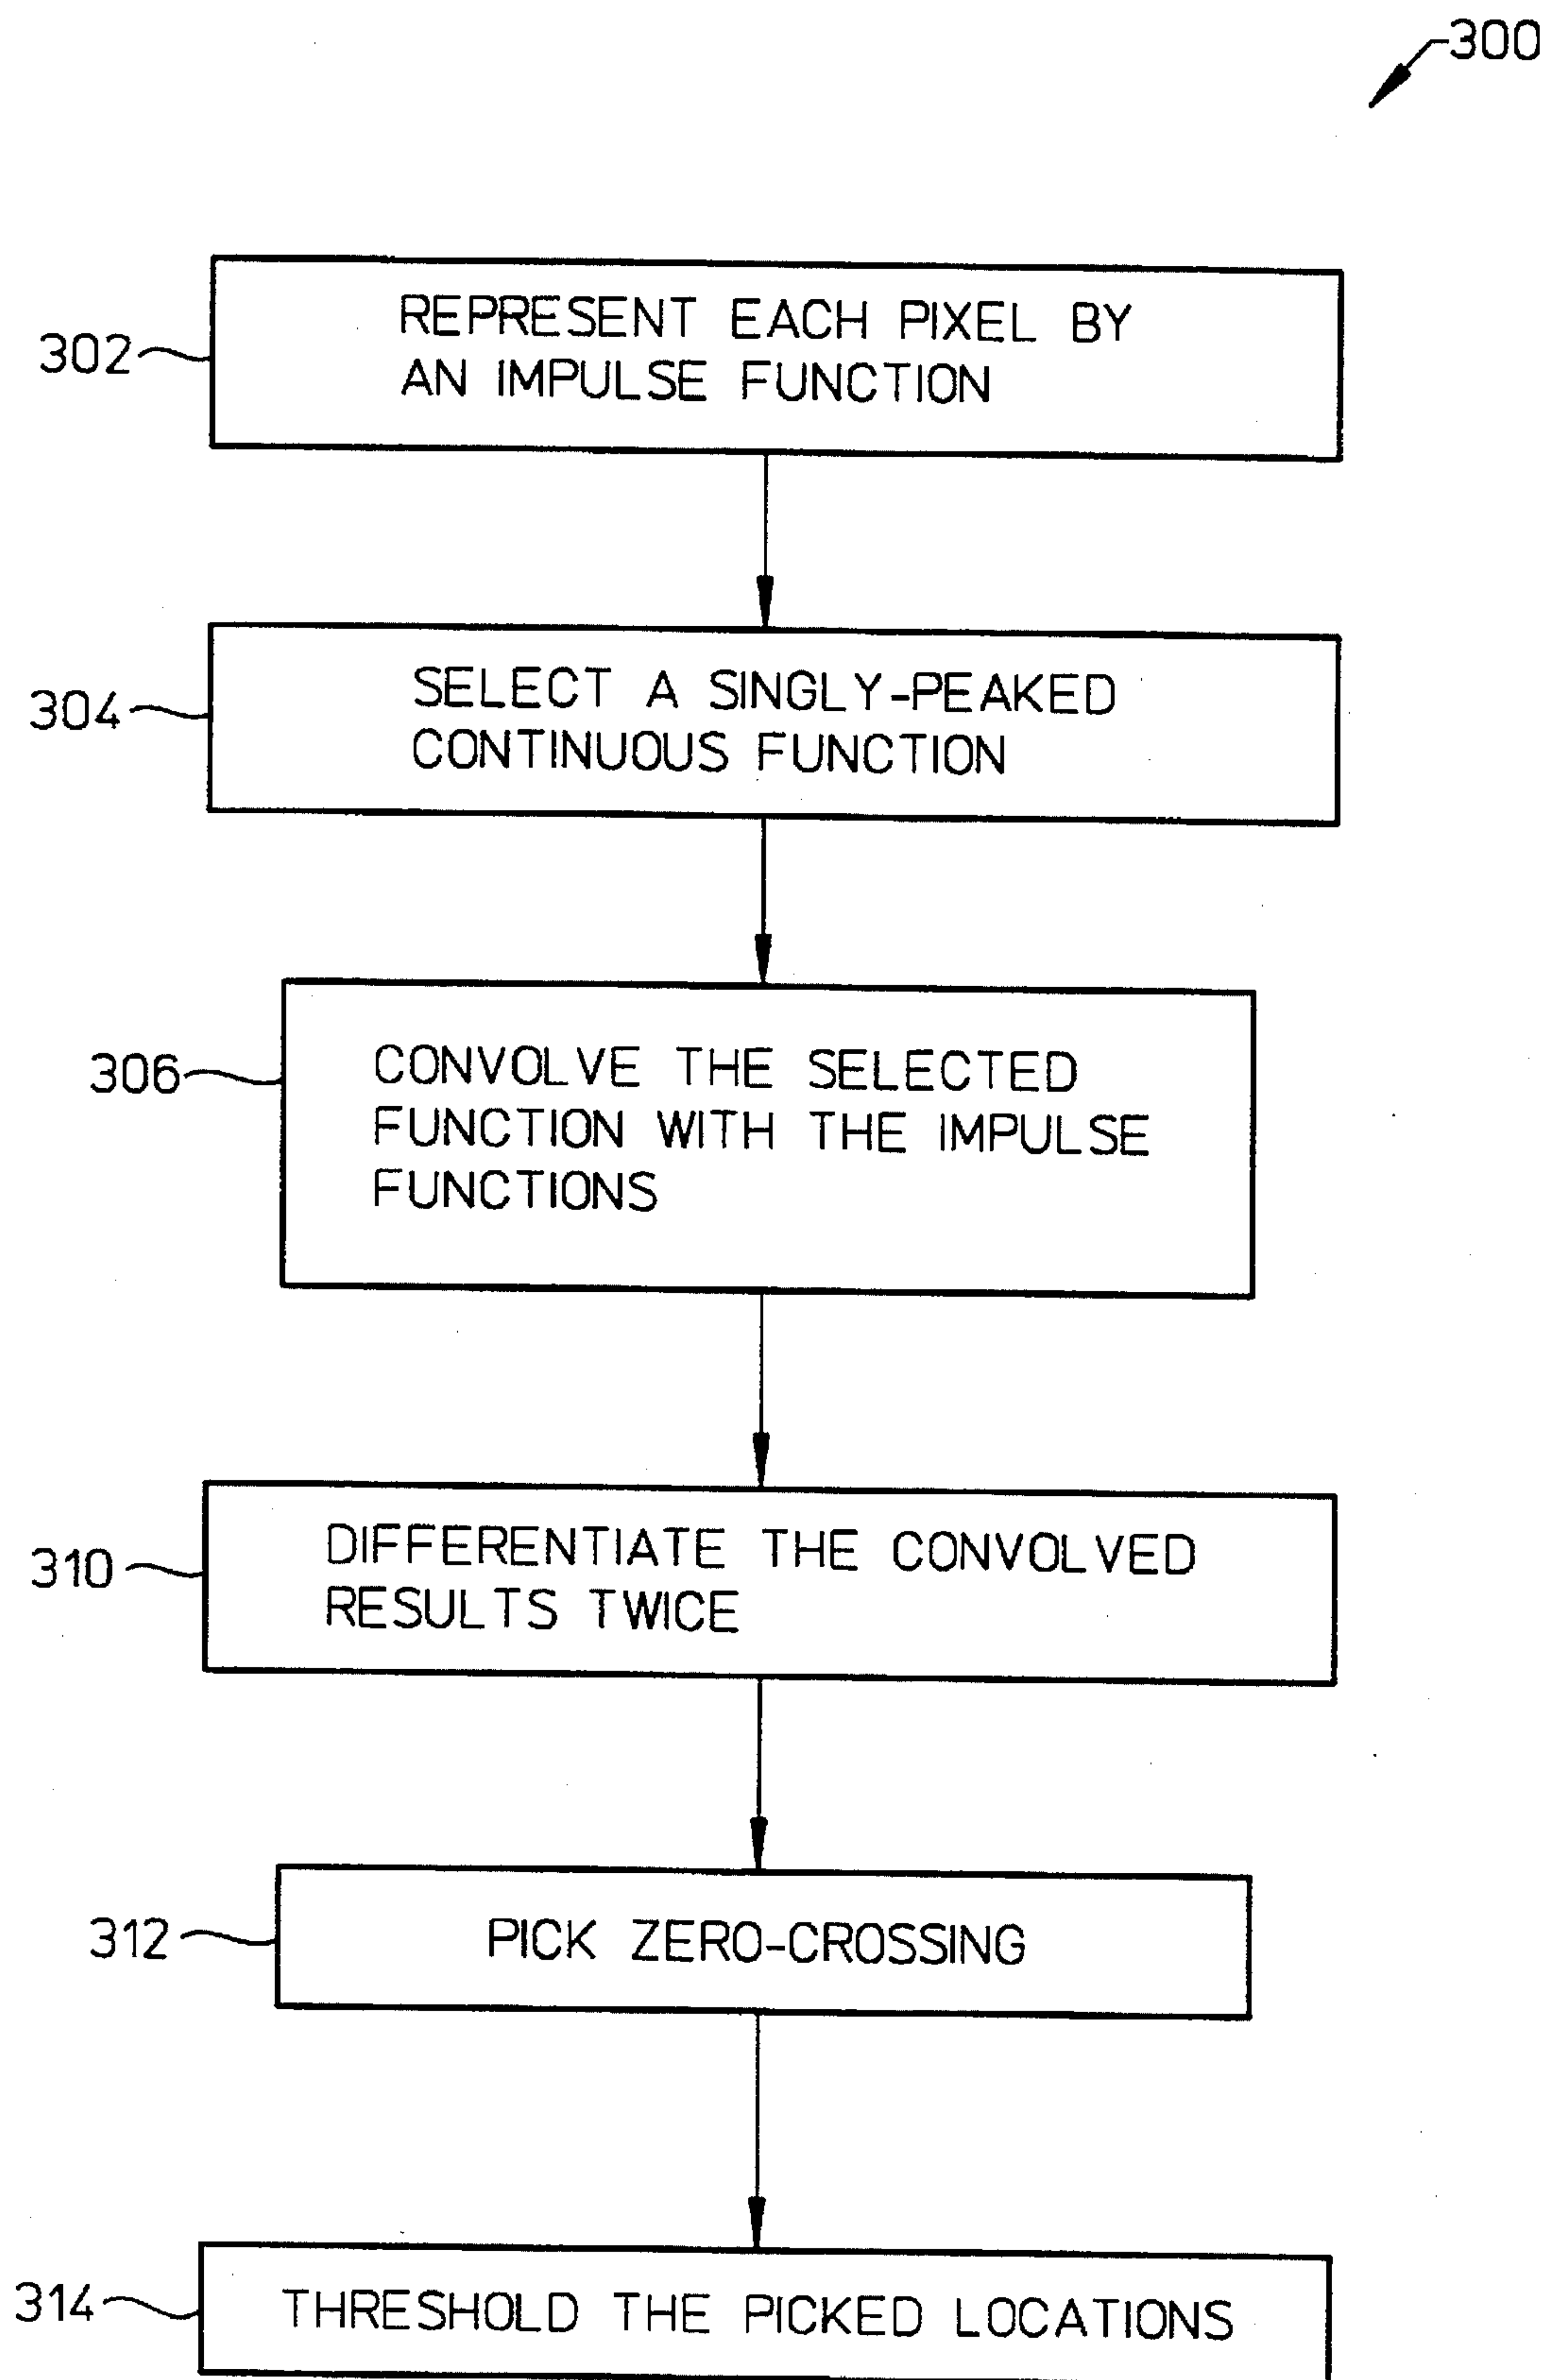 300
302
REPRESENT EACH PIXEL BY
AN IMPULSE FUNCTION
304
SELECT A SINGLY-PEAKED
CONTINUOUS FUNCTION
306
CONVOLVE THE SELECTED
FUNCTION WITH THE IMPULSE
FUNCTIONS
310
DIFFERENTIATE THE CONVOLVED
RESULTS TWICE
312
PICK ZERO-CROSSING
314
THRESHOLD THE PICKED LOCATIONS